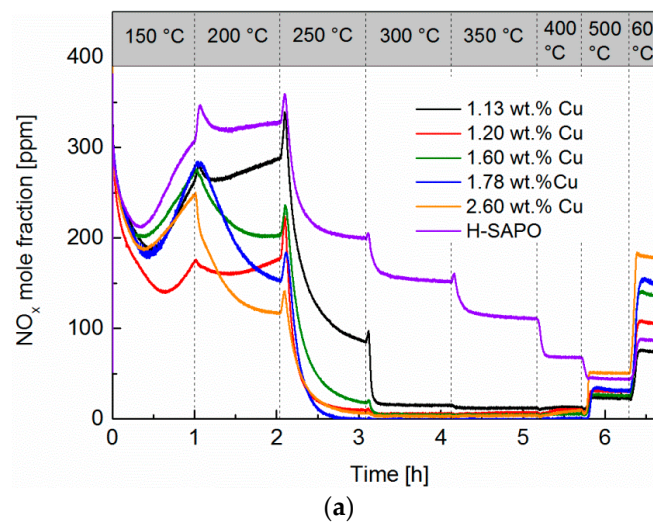 150 °C 200 °C 250 °C 300 °C 350 °C 400 °C 500 °C 60 °C
400
300
200
100
0
NOx mole fraction [ppm]
1.13 wt.% Cu
1.20 wt.% Cu
1.60 wt.% Cu
1.78 wt.%Cu
2.60 wt.% Cu
H-SAPO
0 1 2 3 4 5 6
Time [h]
(a)